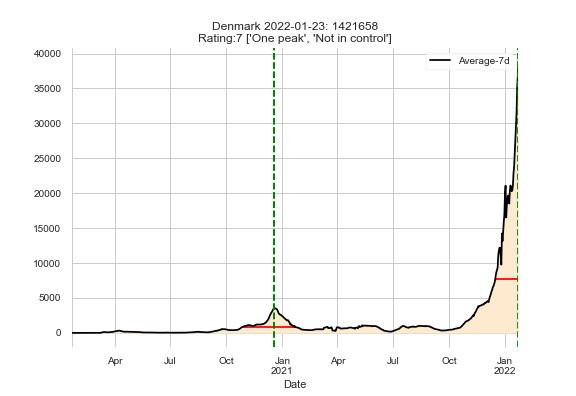 Denmark 2022-01-23: 1421658
Rating:7 ['One peak', 'Not in control']
Average-7d
40000
35000
30000
25000
20000
15000
10000
5000
0
Apr Jul Oct Jan Apr Jul Oct Jan
2021 2022
Date